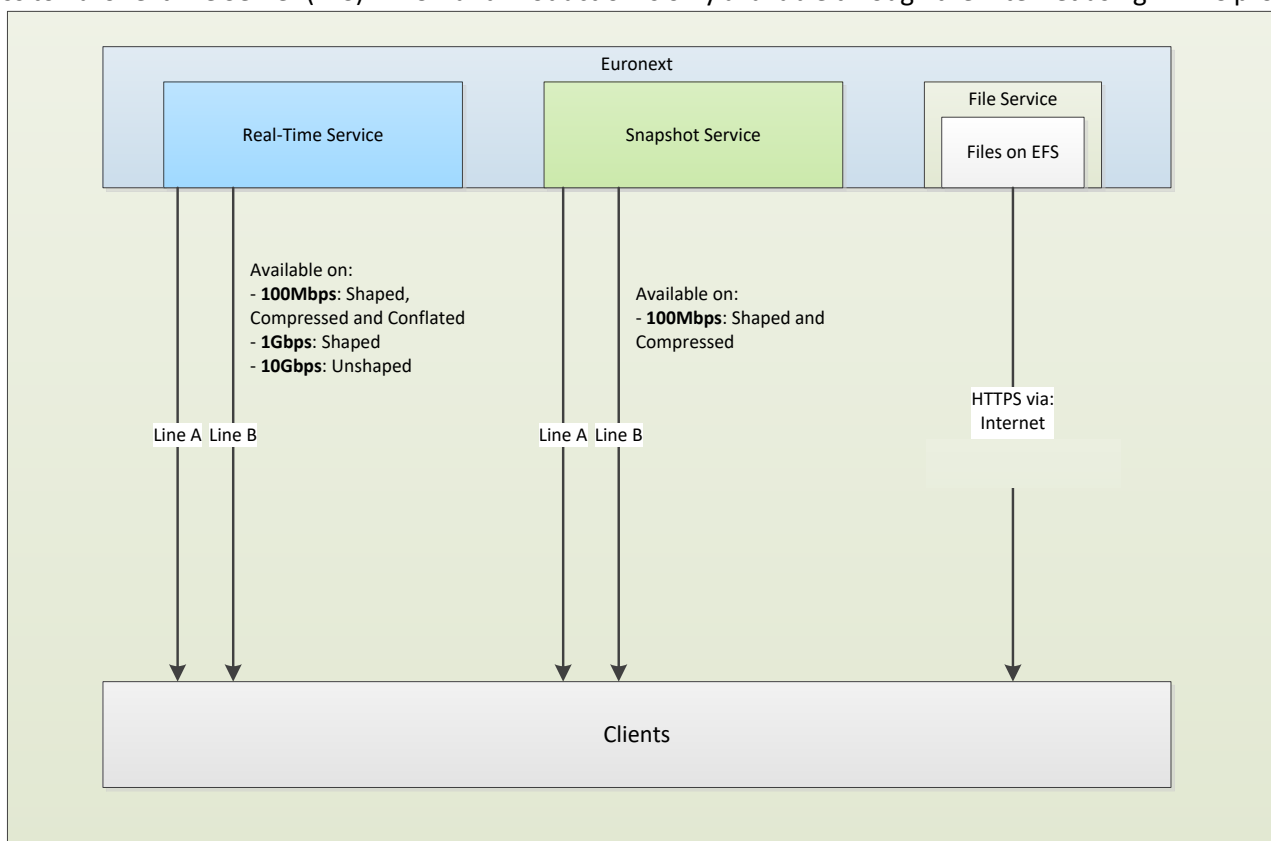 Euronext
Real-Time Service
Snapshot Service
File Service
Files on EFS
Available on:
- 100Mbps: Shaped,
Compressed and Conflated
- 1Gbps: Shaped
- 10Gbps: Unshaped
Available on:
- 100Mbps: Shaped and
Compressed
HTTPS via:
Internet
Line A Line B
Line A Line B
Clients